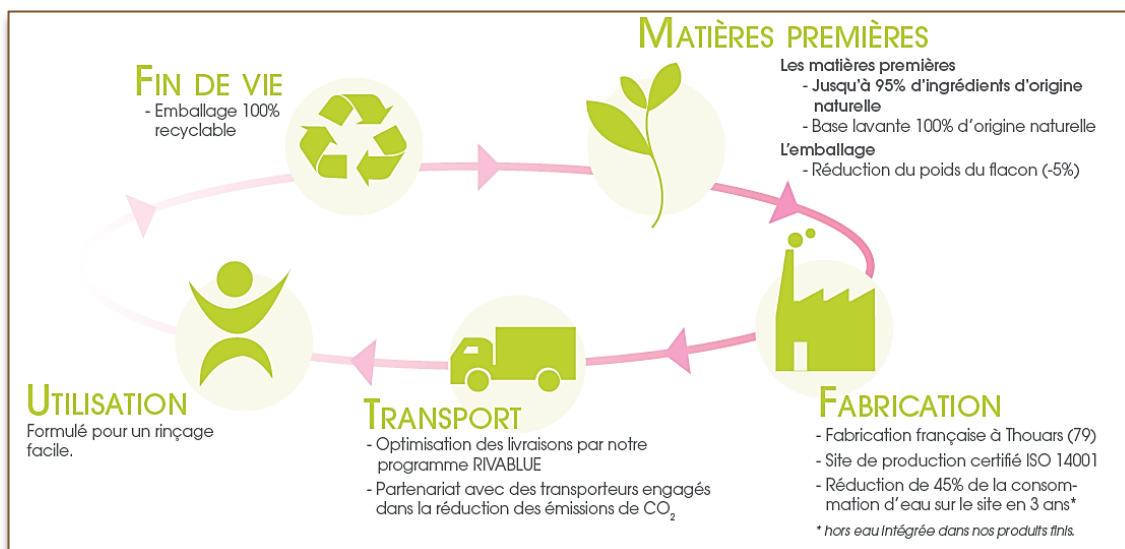 MATIÈRES PREMIÈRES
Les matières premières
- Jusqu'à 95% d'ingrédients d'origine
naturelle
- Base lavante 100% d'origine naturelle
L'emballage
- Réduction du poids du flacon (-5%)
FIN DE VIE
- Emballage 100%
recyclable
UTILISATION
Formulé pour un rinçage
facile.
TRANSPORT
- Optimisation des livraisons par notre
programme RIVABLUE
- Partenariat avec des transporteurs engagés
dans la réduction des émissions de CO₂
FABRICATION
- Fabrication française à Thouars (79)
- Site de production certifié ISO 14001
- Réduction de 45% de la consom-
mation d'eau sur le site en 3 ans*
* hors eau intégrée dans nos produits finis.